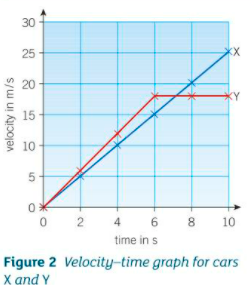 30
25
20
15
10
5
0
velocity in m/s
X
Y
0 2 4 6 8 10
time in s
Figure 2 Velocity–time graph for cars
X and Y